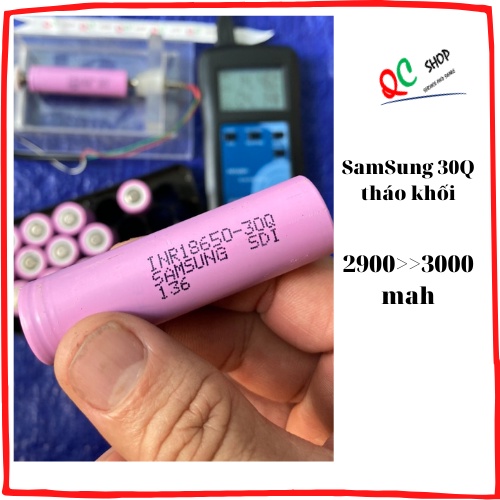 QC SHOP
SamSung 30Q
tháo khối
2900>>3000
mah
INR18650-30Q
SAMSUNG SDI
136